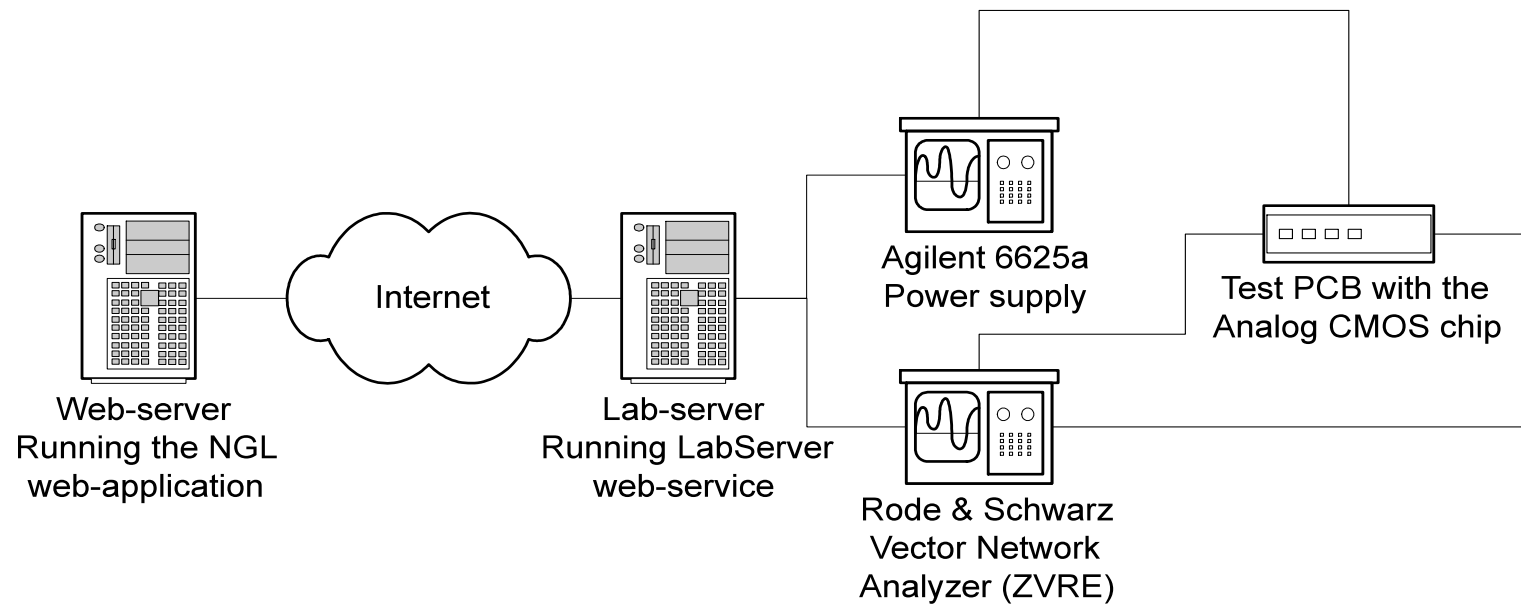 Internet
Web-server
Running the NGL
web-application
Lab-server
Running LabServer
web-service
Agilent 6625a
Power supply
Rode & Schwarz
Vector Network
Analyzer (ZVRE)
Test PCB with the
Analog CMOS chip